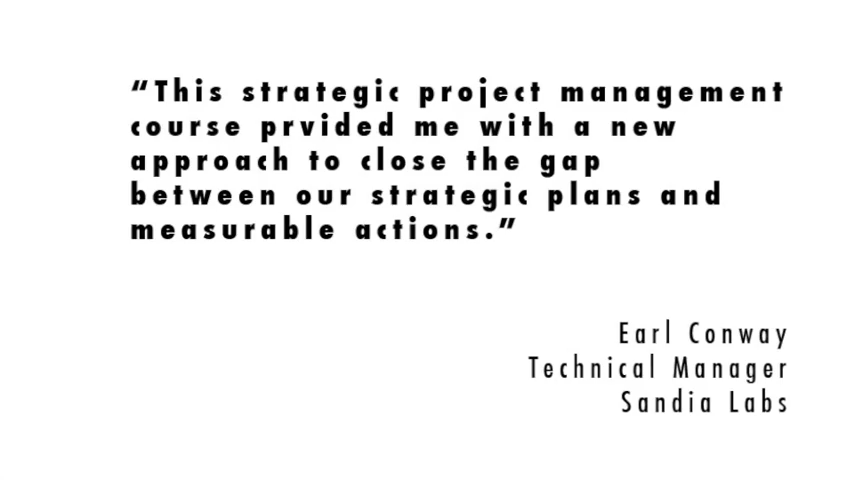 “This strategic project management
course prvided me with a new
approach to close the gap
between our strategic plans and
measurable actions.”
Earl Conway
Technical Manager
Sandia Labs